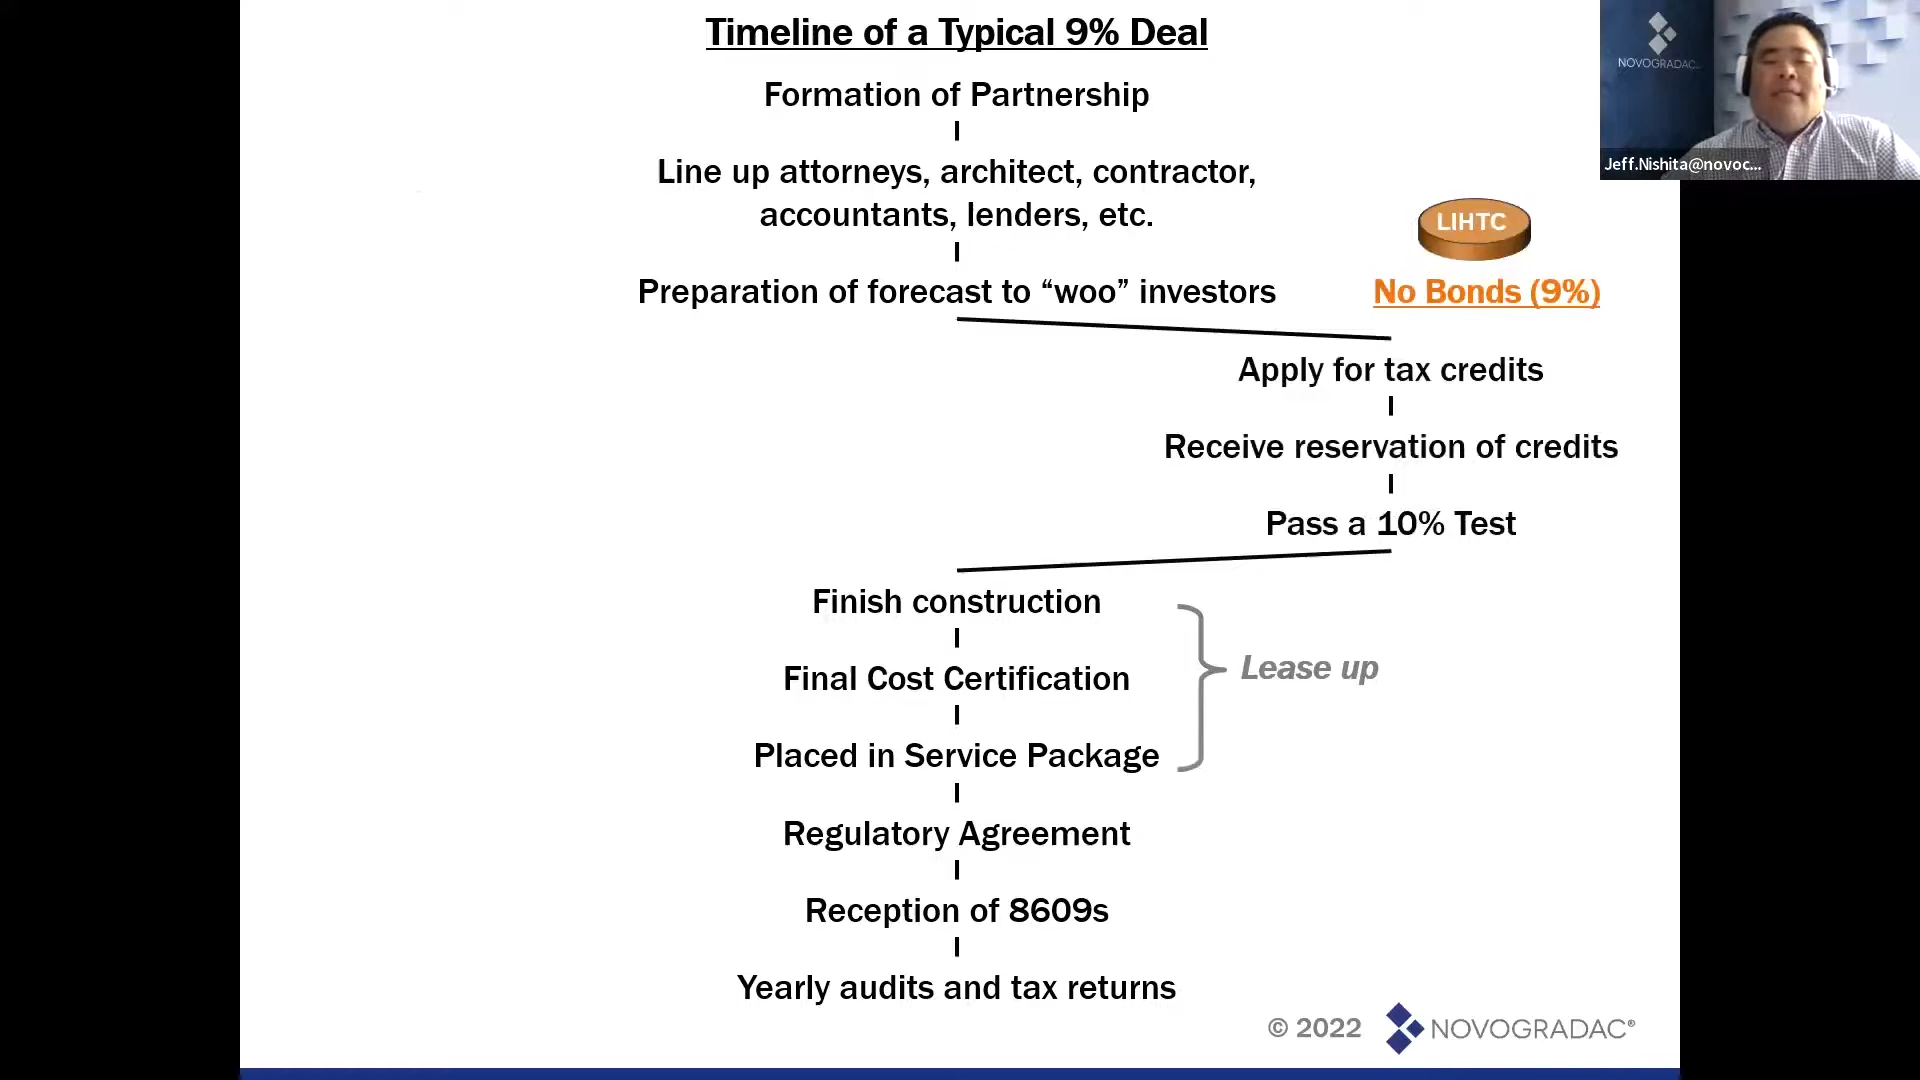 Timeline of a Typical 9% Deal
Formation of Partnership
Line up attorneys, architect, contractor,
accountants, lenders, etc.
Preparation of forecast to “woo” investors
LIHTC
No Bonds (9%)
Apply for tax credits
Receive reservation of credits
Pass a 10% Test
Finish construction
Final Cost Certification
Placed in Service Package
Lease up
Regulatory Agreement
Reception of 8609s
Yearly audits and tax returns
© 2022
NOVOGRADAC®
NOVOGRADAC
Jeff.Nishita@novoc...